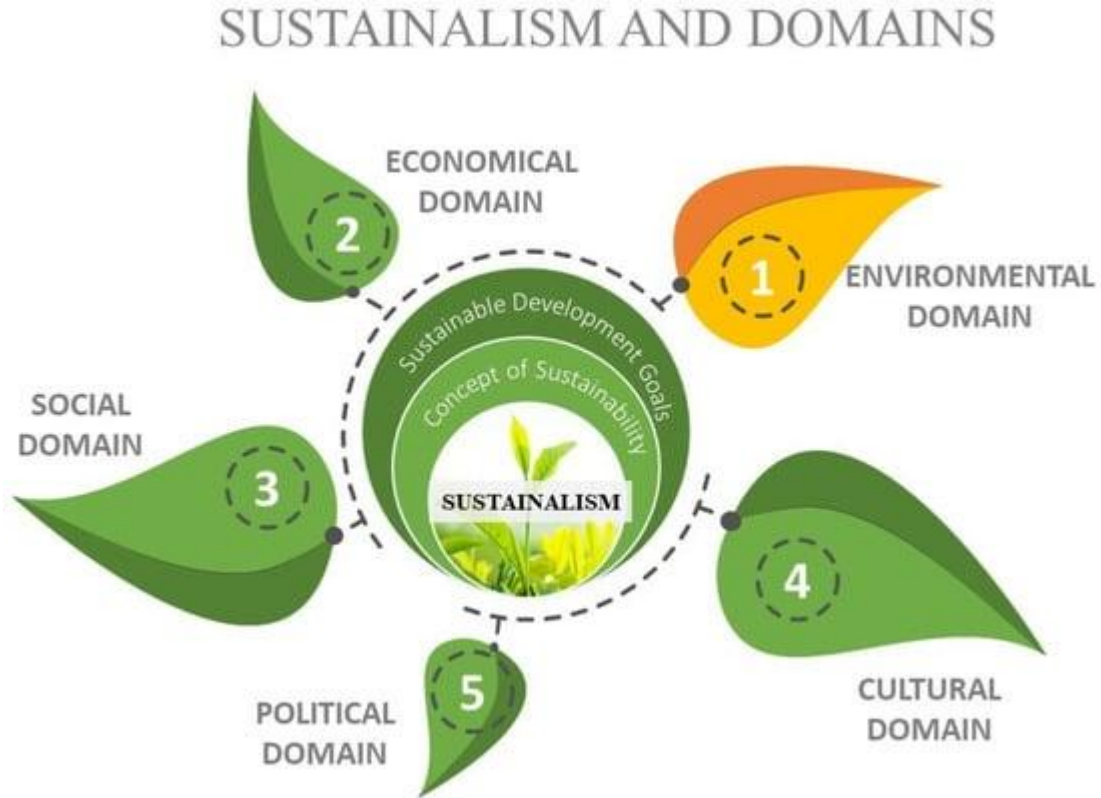 SUSTAINALISM AND DOMAINS
1
ENVIRONMENTAL
DOMAIN
2
ECONOMICAL
DOMAIN
3
SOCIAL
DOMAIN
4
CULTURAL
DOMAIN
5
POLITICAL
DOMAIN
Sustainable Development Goals
Concept of Sustainability
SUSTAINALISM